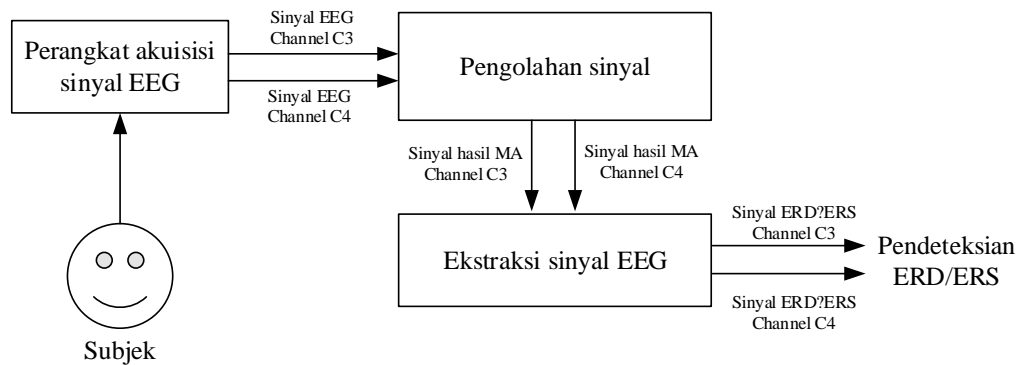 Perangkat akuisisi
sinyal EEG
Sinyal EEG
Channel C3
Sinyal EEG
Channel C4
Pengolahan sinyal
Sinyal hasil MA
Channel C3
Sinyal hasil MA
Channel C4
Ekstraksi sinyal EEG
Sinyal ERD?ERS
Channel C3
Sinyal ERD?ERS
Channel C4
Pendeteksian
ERD/ERS
Subjek